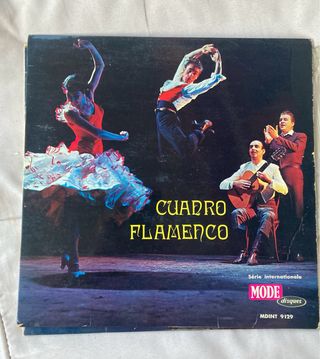 CUADRO
FLAMENCO
Série internationale
MODE
disques
MDINT 9129